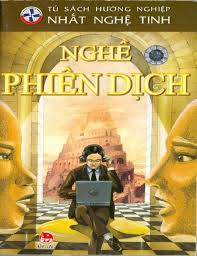 TỦ SÁCH HƯỚNG NGHIỆP
NHẤT NGHỆ TINH
NGHỀ
PHIÊN DỊCH